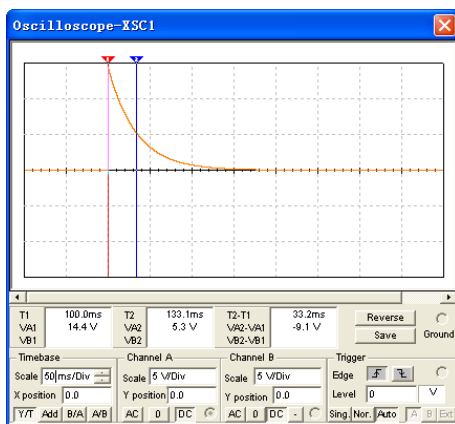 Oscilloscope-XSC1
1 2
T1 100.0ms T2 133.1ms T2-T1 33.2ms Reverse
VA1 14.4 V VA2 5.3 V VA2-VA1 -9.1 V Save Ground
VB1 VB2 VB2-VB1
Timebase Channel A Channel B Trigger
Scale 50 ms/Div Scale 5 V/Div Scale 5 V/Div Edge
X position 0.0 Y position 0.0 Y position 0.0 Level 0 V
Y/T Add B/A A/B AC 0 DC AC 0 DC - Sing. Nor. Auto A B Ext